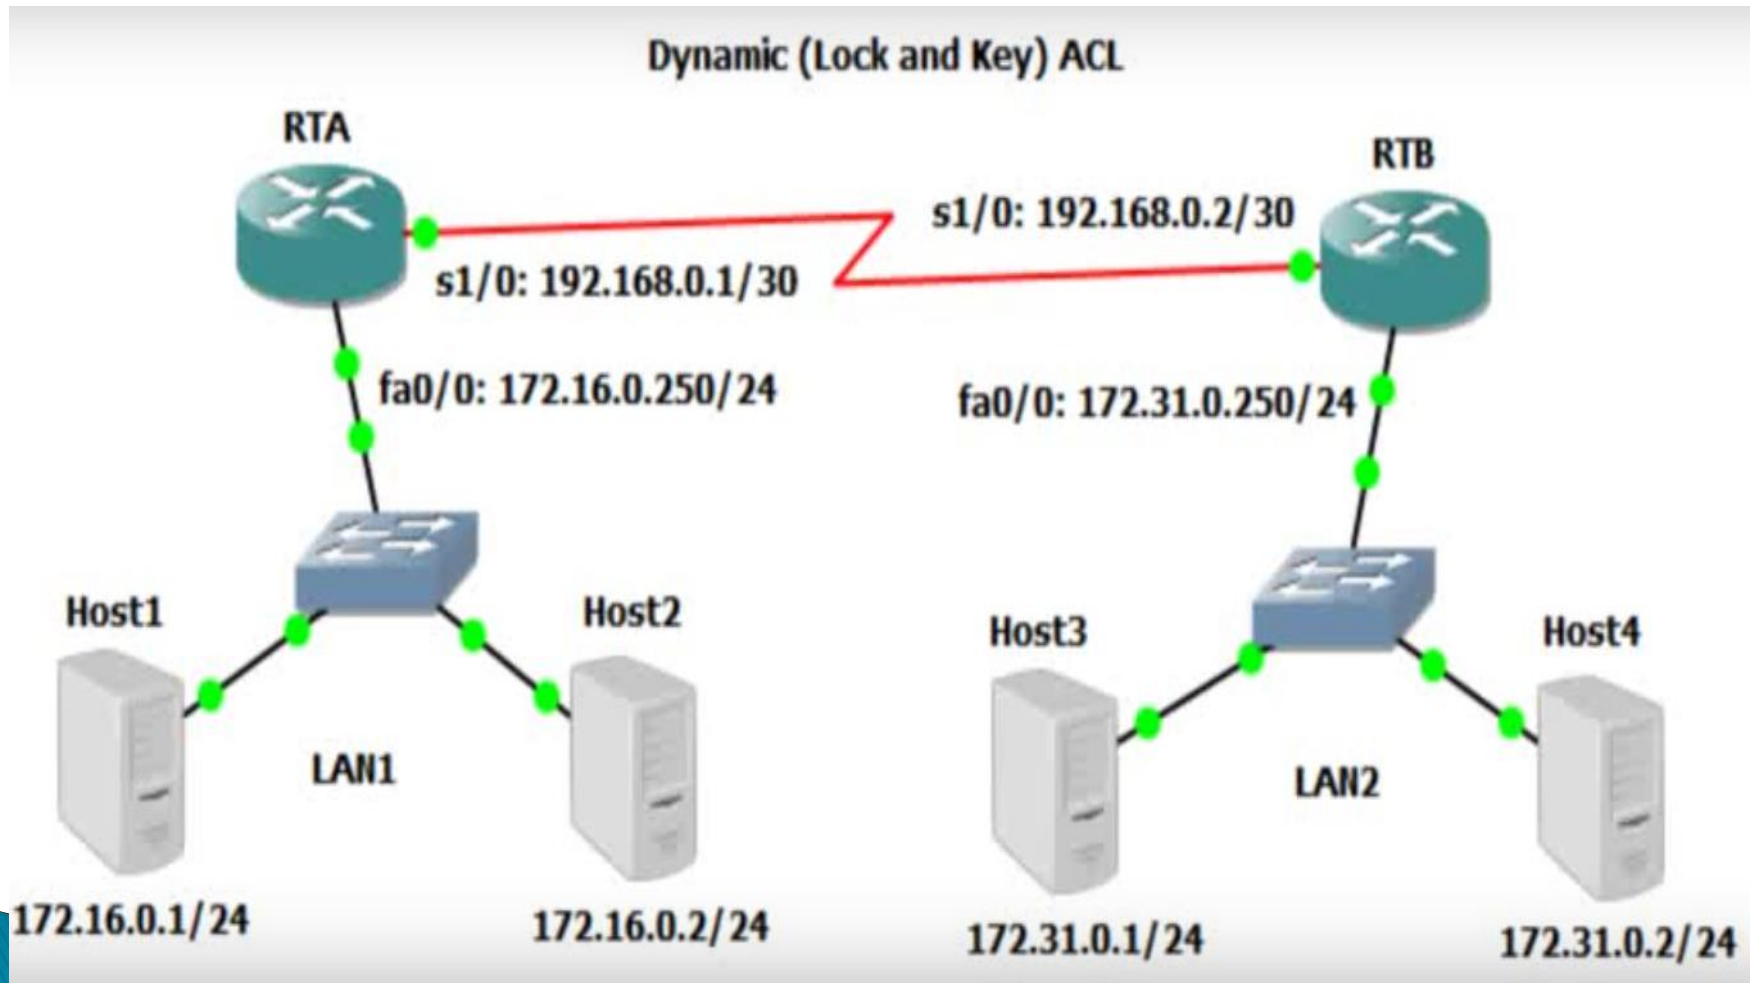 Dynamic (Lock and Key) ACL
RTA
RTB
s1/0: 192.168.0.2/30
s1/0: 192.168.0.1/30
fa0/0: 172.16.0.250/24
fa0/0: 172.31.0.250/24
Host1
Host2
Host3
Host4
LAN1
LAN2
172.16.0.1/24
172.16.0.2/24
172.31.0.1/24
172.31.0.2/24